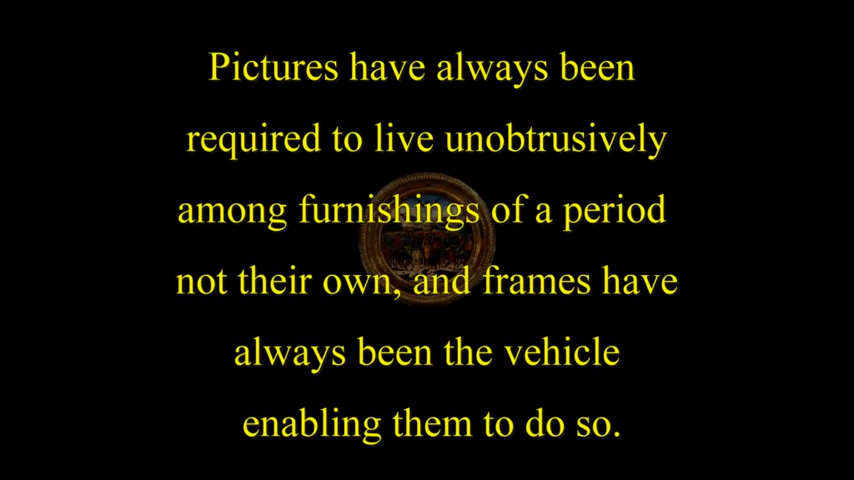 Pictures have always been
required to live unobtrusively
among furnishings of a period
not their own, and frames have
always been the vehicle
enabling them to do so.